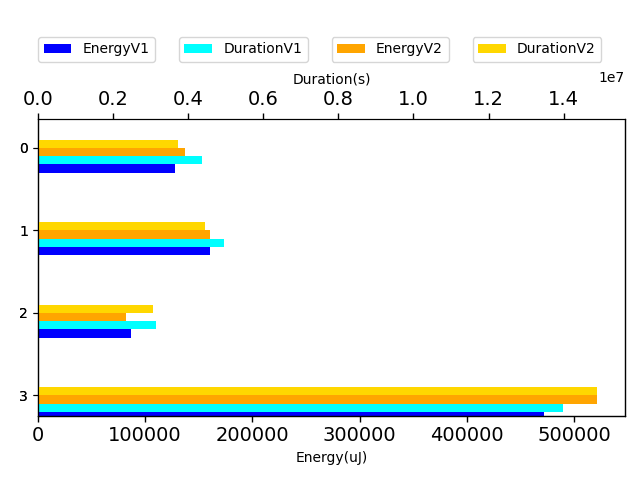 EnergyV1 DurationV1 EnergyV2 DurationV2
Duration(s)
1e7
0.0 0.2 0.4 0.6 0.8 1.0 1.2 1.4
0
1
2
3
0 100000 200000 300000 400000 500000
Energy(uJ)